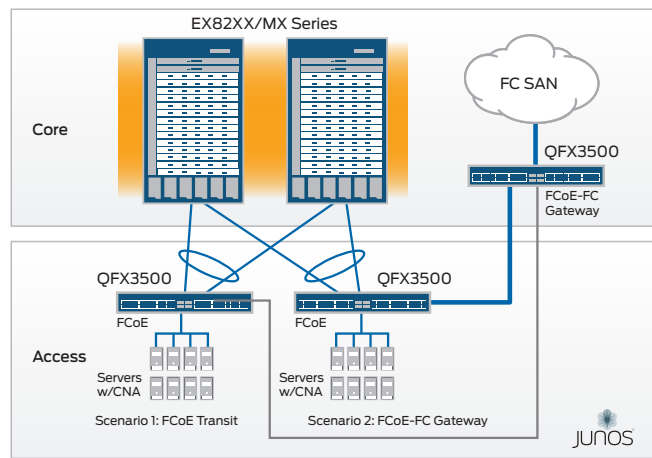 EX82XX/MX Series
FC SAN
Core
QFX3500
FCoE-FC
Gateway
QFX3500
QFX3500
FCoE
FCoE
Access
Servers
w/CNA
Servers
w/CNA
Scenario 1: FCoE Transit
Scenario 2: FCoE-FC Gateway
JUNOS